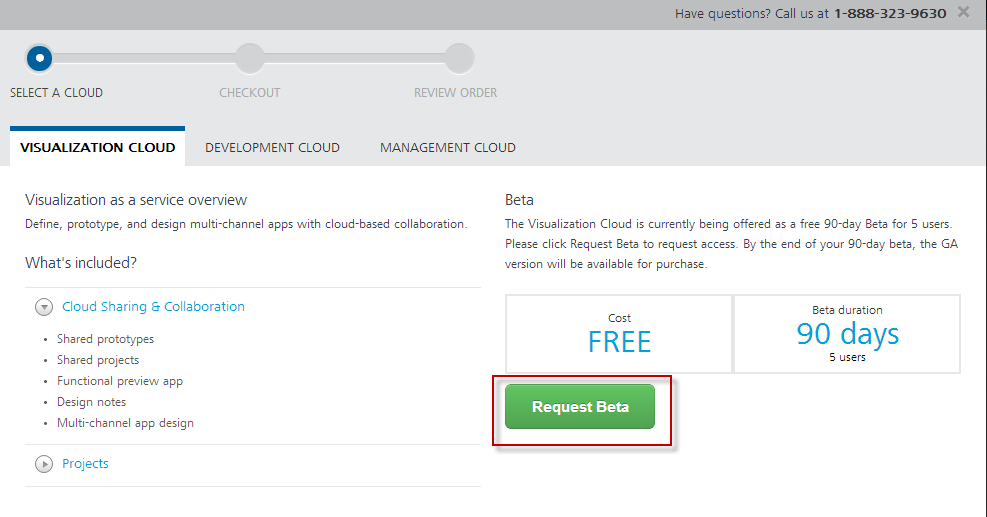 Have questions? Call us at 1-888-323-9630
SELECT A CLOUD
CHECKOUT
REVIEW ORDER
VISUALIZATION CLOUD
DEVELOPMENT CLOUD
MANAGEMENT CLOUD
Visualization as a service overview
Define, prototype, and design multi-channel apps with cloud-based collaboration.
What's included?
Cloud Sharing & Collaboration
• Shared prototypes
• Shared projects
• Functional preview app
• Design notes
• Multi-channel app design
Projects
Beta
The Visualization Cloud is currently being offered as a free 90-day Beta for 5 users.
Please click Request Beta to request access. By the end of your 90-day beta, the GA
version will be available for purchase.
Cost
FREE
Beta duration
90 days
5 users
Request Beta